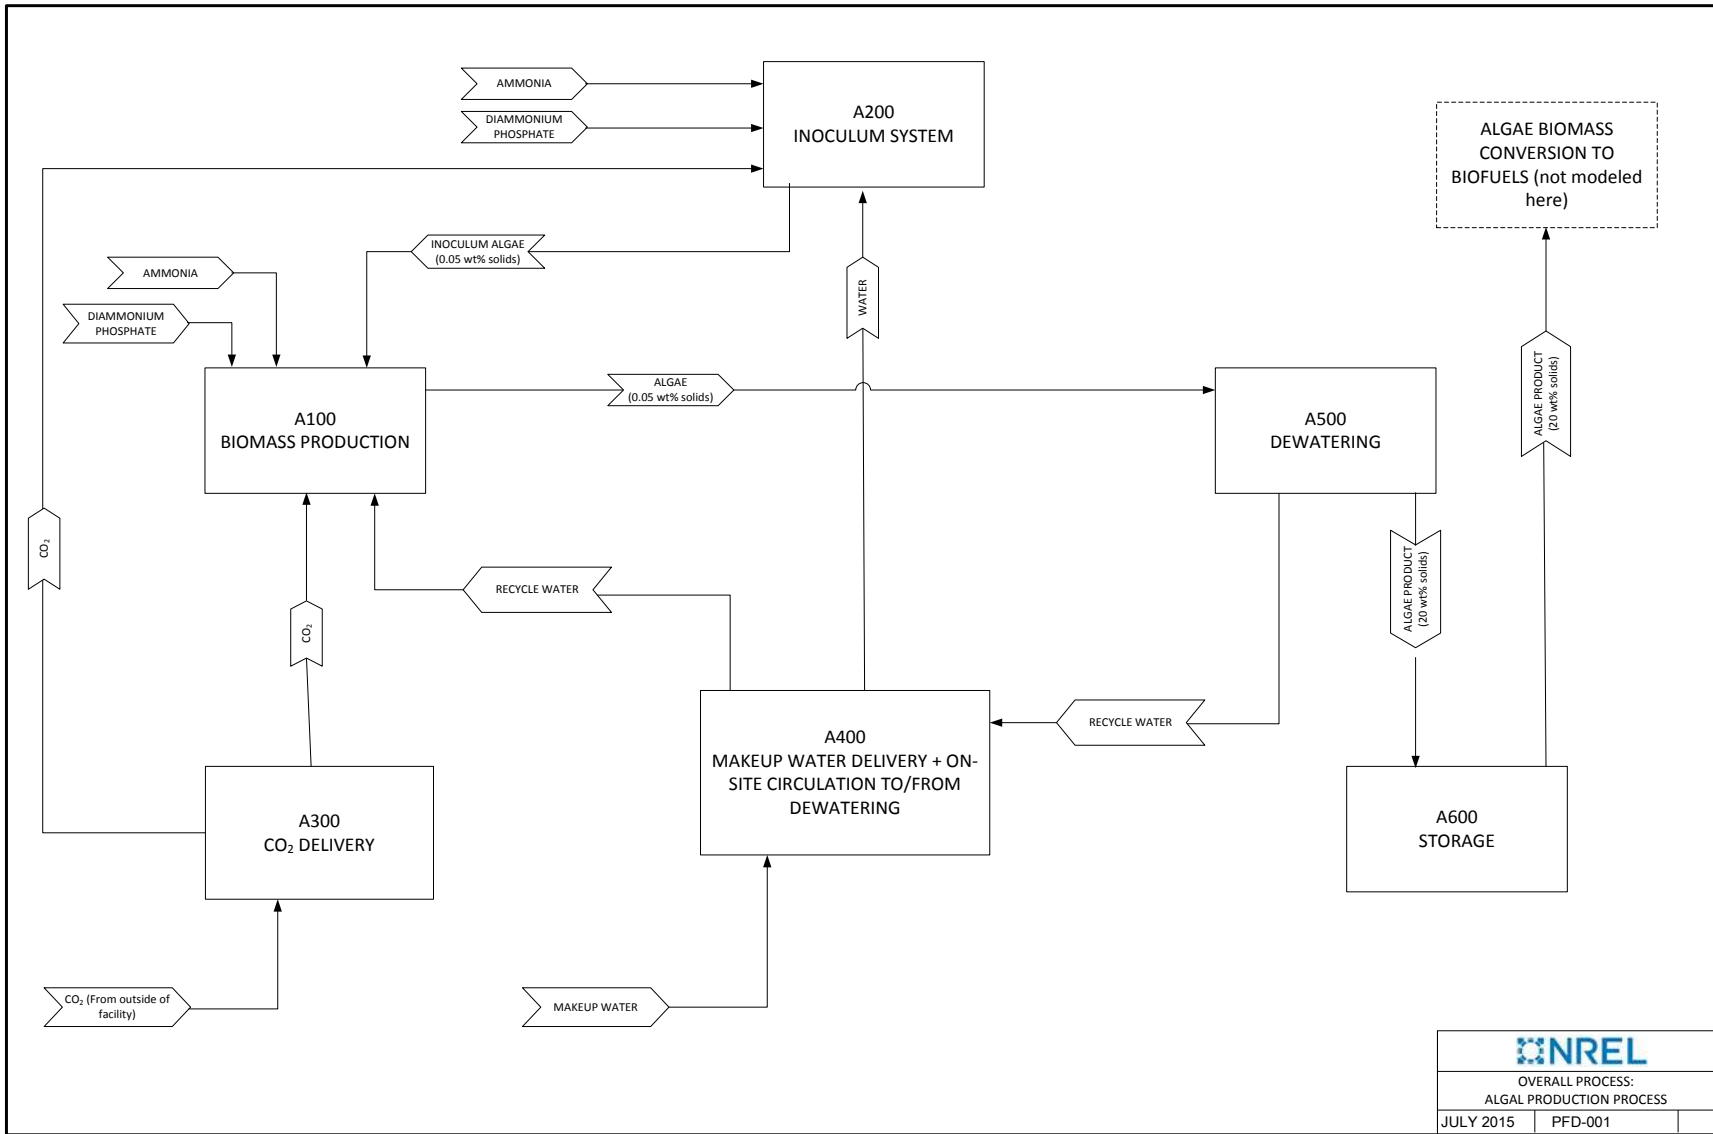 AMMONIA
DIAMMONIUM
PHOSPHATE
A200
INOCULUM SYSTEM
ALGAE BIOMASS
CONVERSION TO
BIOFUELS (not modeled
here)
INOCULUM ALGAE
(0.05 wt% solids)
AMMONIA
DIAMMONIUM
PHOSPHATE
WATER
A100
BIOMASS PRODUCTION
ALGAE
(0.05 wt% solids)
A500
DEWATERING
ALGAE PRODUCT
(20 wt% solids)
CO₂
CO₂
RECYCLE WATER
ALGAE PRODUCT
(20 wt% solids)
A300
CO₂ DELIVERY
A400
MAKEUP WATER DELIVERY + ON-
SITE CIRCULATION TO/FROM
DEWATERING
RECYCLE WATER
A600
STORAGE
CO₂ (From outside of
facility)
MAKEUP WATER
NREL
OVERALL PROCESS:
ALGAL PRODUCTION PROCESS
JULY 2015 PFD-001